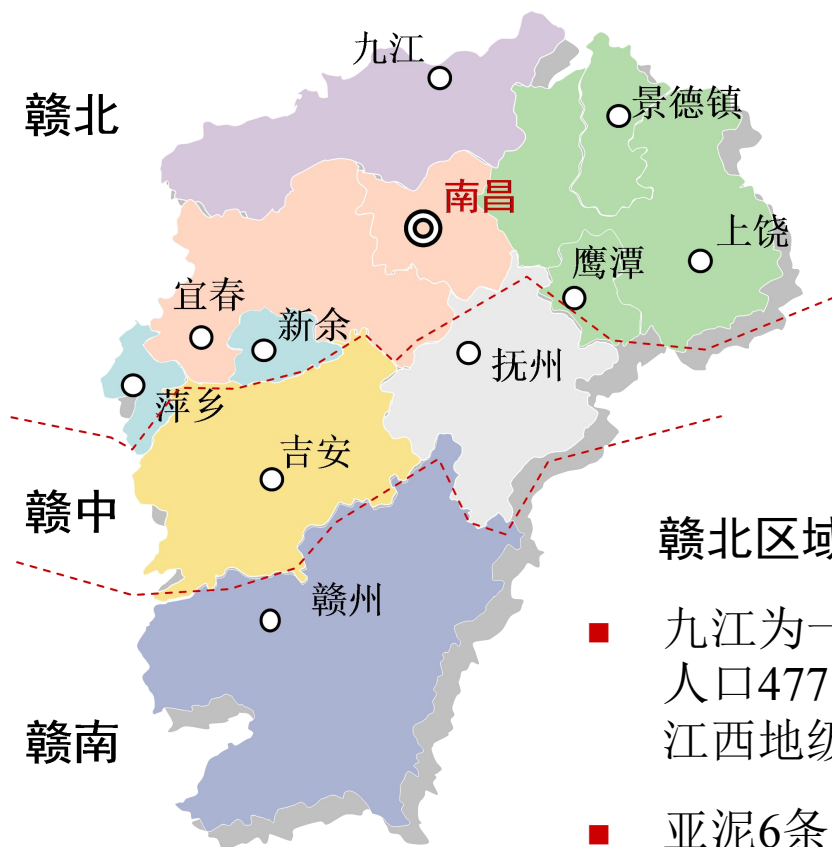 九江
赣北
景德镇
南昌
上饶
鹰潭
宜春
新余
抚州
萍乡
吉安
赣中
赣北区域
九江为一
赣州
人口477
赣南
江西地级
亚泥6条